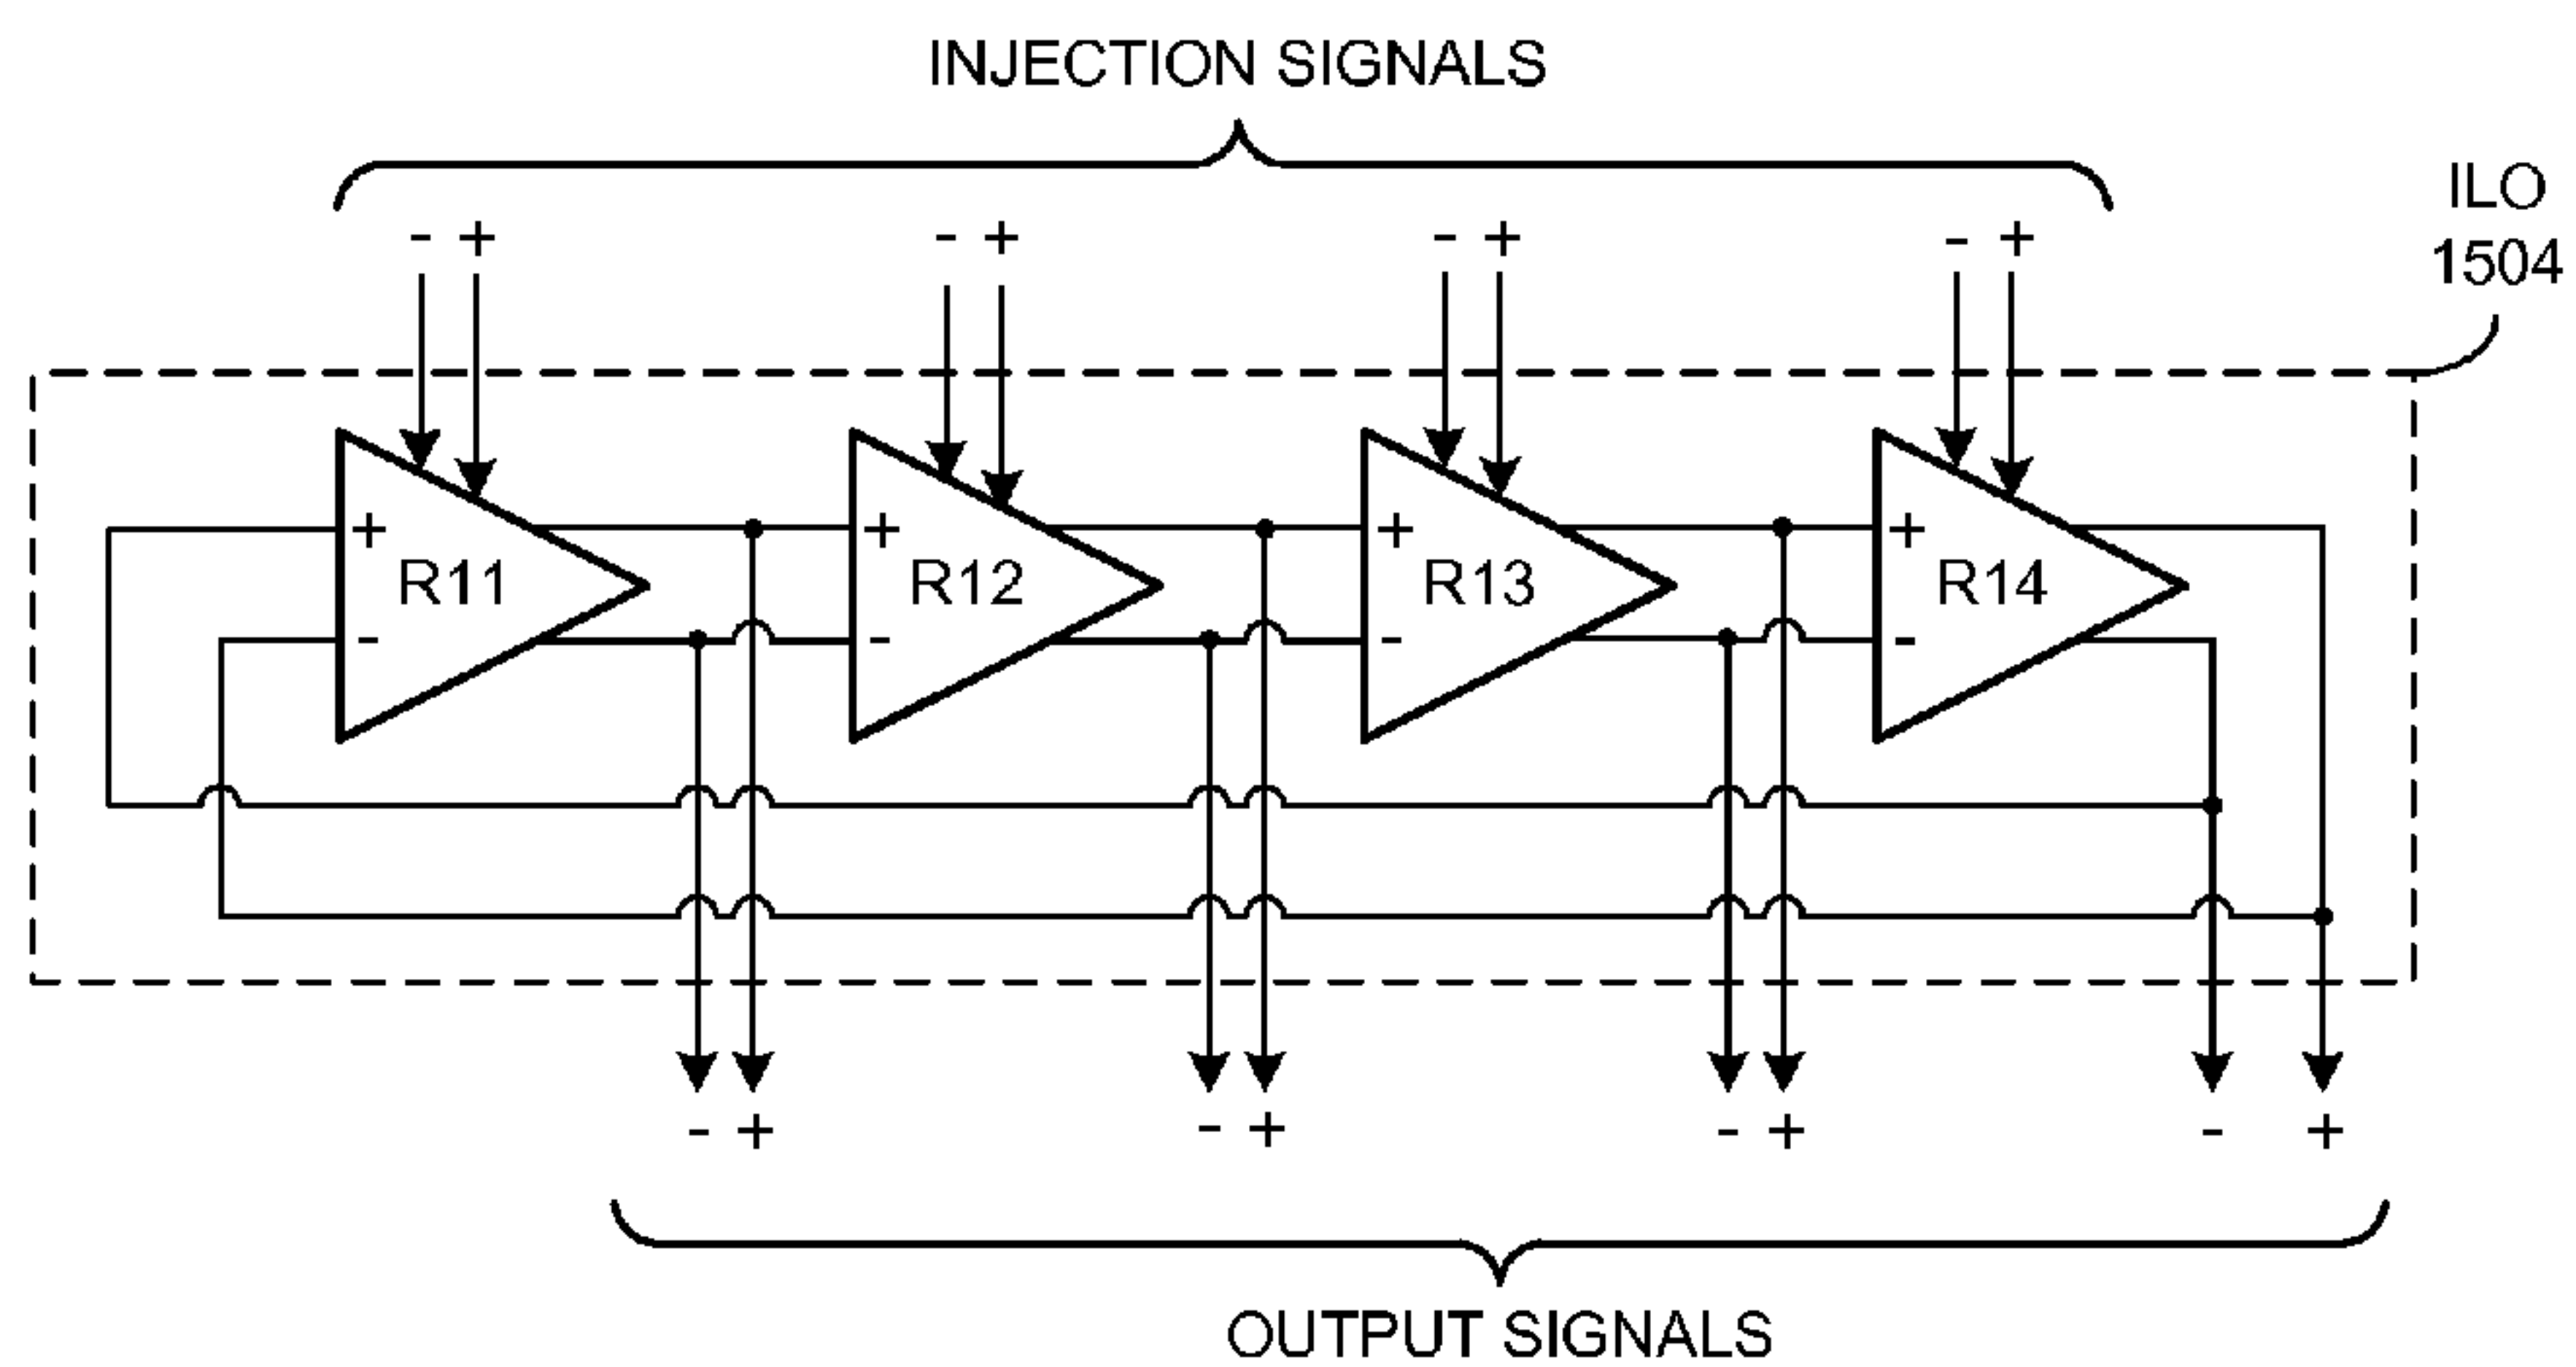 INJECTION SIGNALS
ILO
1504
- + - + - + - +
+ + + +
R11 R12 R13 R14
- - - -
- + - + - + - +
OUTPUT SIGNALS